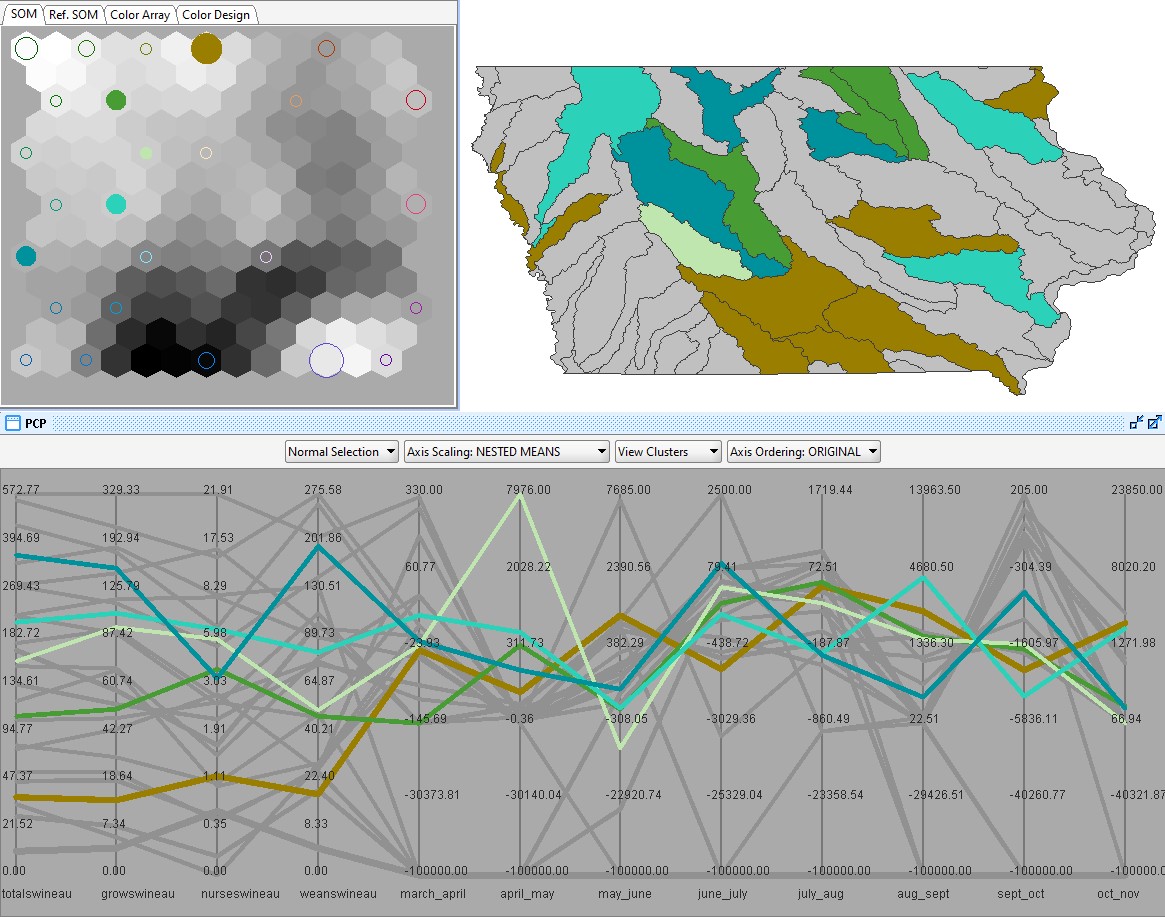 SOM Ref. SOM Color Array Color Design
PCP
Normal Selection Axis Scaling: NESTED MEANS View Clusters Axis Ordering: ORIGINAL
572.77 329.33 21.91 275.58 330.00 7976.00 7685.00 2500.00 1719.44 13963.50 205.00 23850.00
394.69 192.94 17.53 201.86
60.77 2028.22 2390.56 79.41 72.51 4680.50 -304.39 8020.20
269.43 125.79 8.29 130.51
182.72 87.42 5.98 89.73
-23.93 311.73 382.29 -438.72 -187.87 1336.30 -1605.97 1271.98
134.61 60.74 3.03 64.87
-145.69 -0.36 -308.05 -3029.36 -860.49 22.51 -5836.11 66.94
94.77 42.27 1.91 40.21
47.37 18.64 1.11 22.40
-30373.81 -30140.04 -22920.74 -25329.04 -23358.54 -29426.51 -40260.77 -40321.87
21.52 7.34 0.35 8.33
0.00 0.00 0.00 0.00 -100000.00 -100000.00 -100000.00 -100000.00 -100000.00 -100000.00 -100000.00 -100000.0
totalswineau growswineau nurseswineau weanswineau march_april april_may may_june june_july july_aug aug_sept sept_oct oct_nov